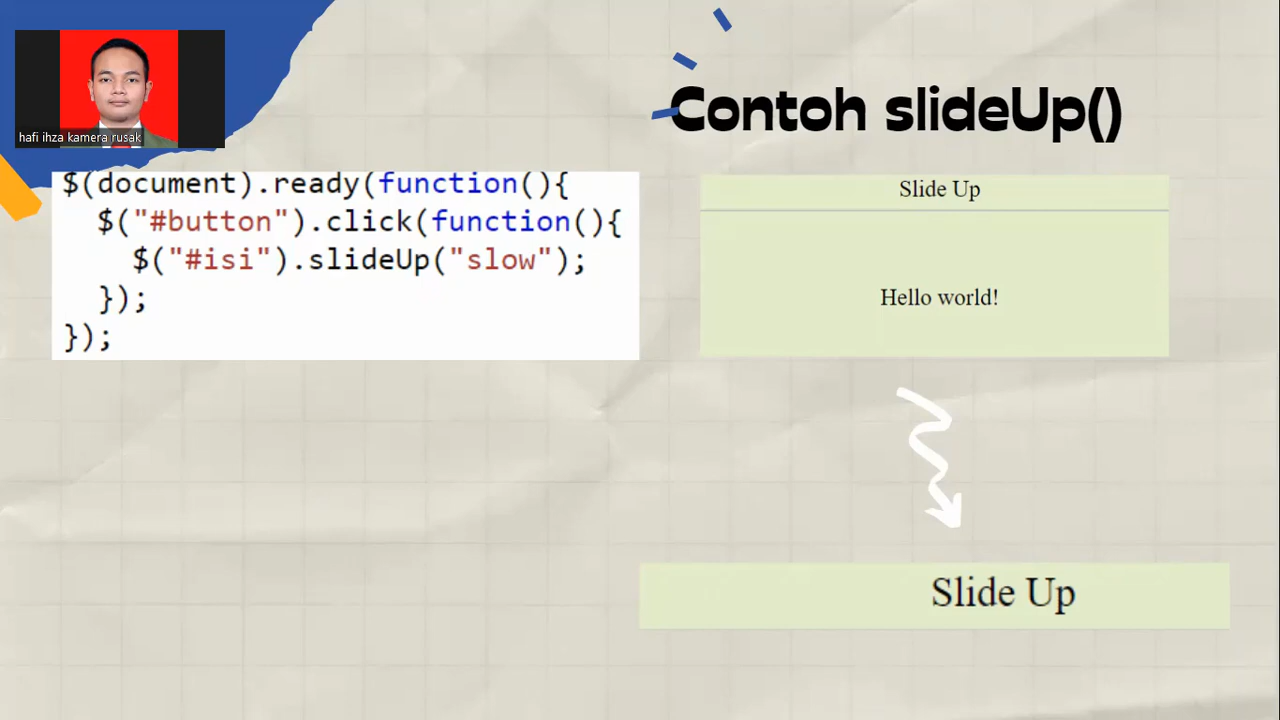 hafi ihza kamera rusak
Contoh slideUp()
$(document).ready(function(){
$("#button").click(function(){
$("#isi").slideUp("slow");
});
});
Slide Up
Hello world!
Slide Up